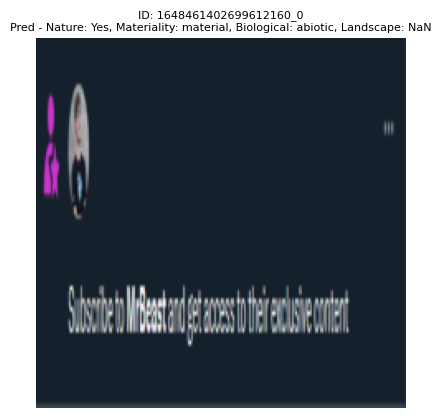 ID: 1648461402699612160_0
Pred - Nature: Yes, Materiality: material, Biological: abiotic, Landscape: NaN
Subscribe to MrBeast and get access to their exclusive content